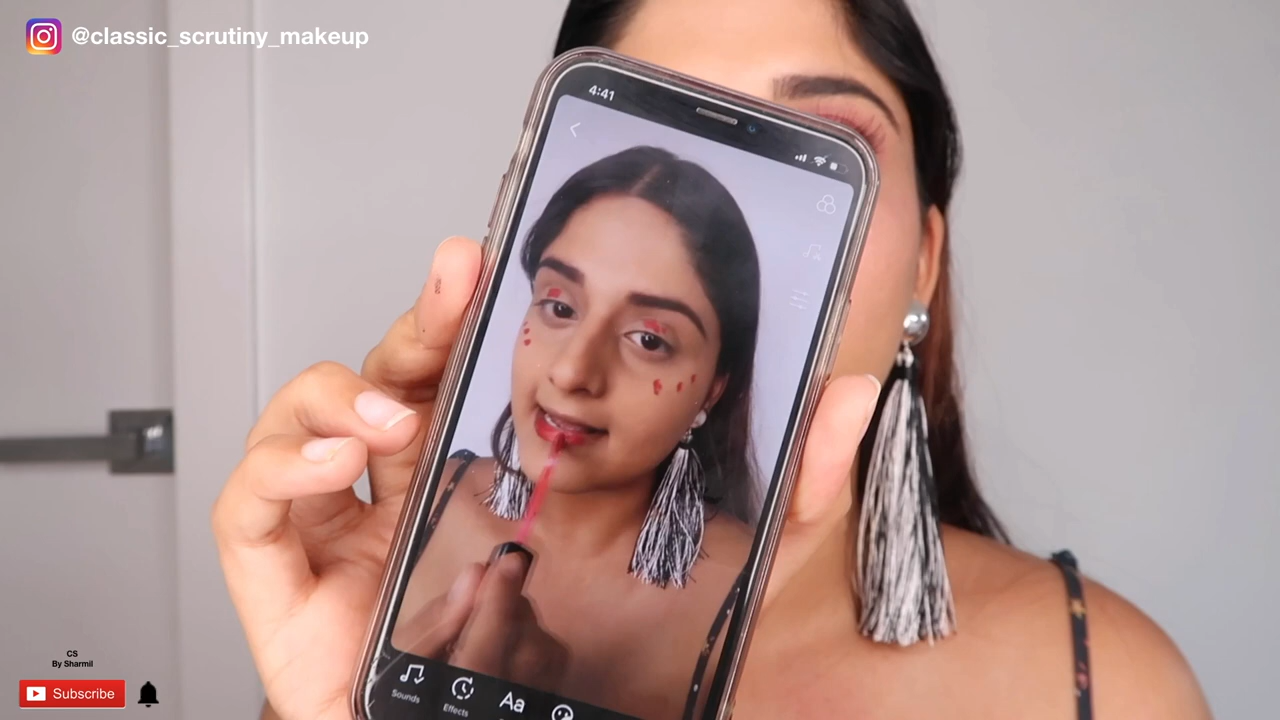 @classic_scrutiny_makeup
4:41
Sounds
Effects
Aa
CS
By Sharmil
Subscribe